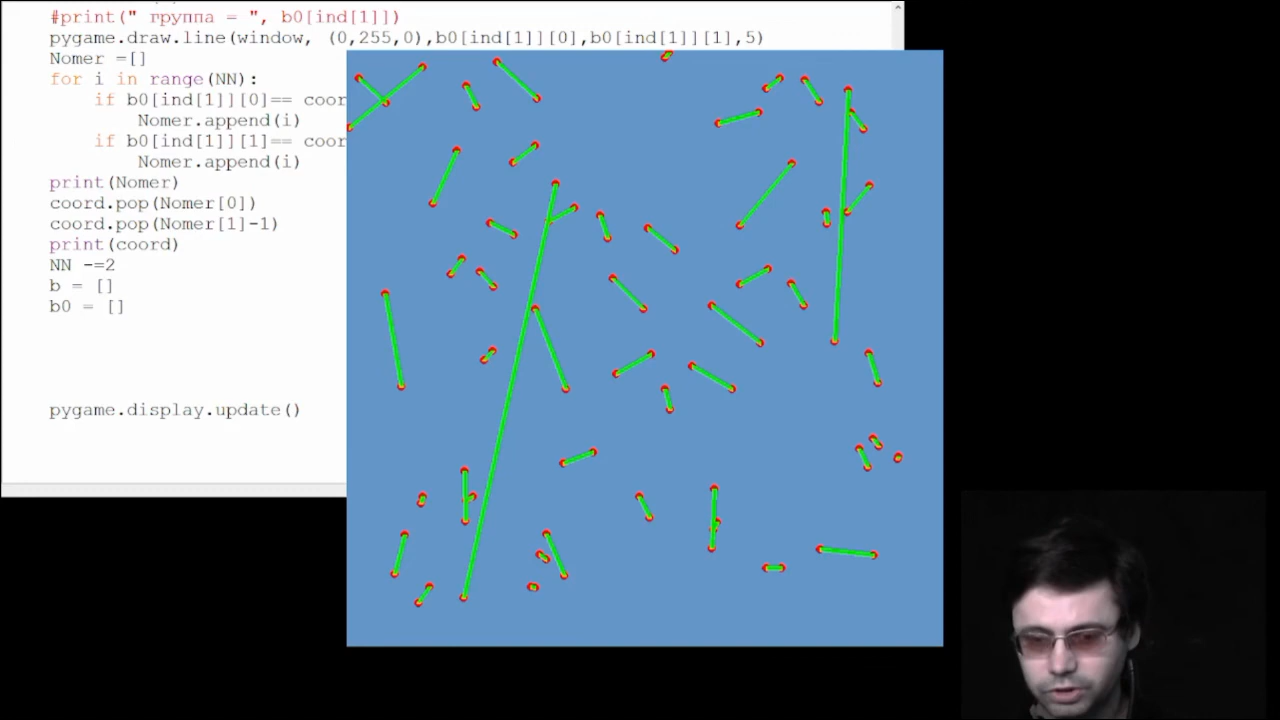 #print(" группа = ", b0[ind[1]])
pygame.draw.line(window, (0,255,0),b0[ind[1]][0],b0[ind[1]][1],5)
Nomer =[]
for i in range(NN):
if b0[ind[1]][0]== coor
Nomer.append(i)
if b0[ind[1]][1]== coor
Nomer.append(i)
print(Nomer)
coord.pop(Nomer[0])
coord.pop(Nomer[1]-1)
print(coord)
NN -=2
b = []
b0 = []
pygame.display.update()